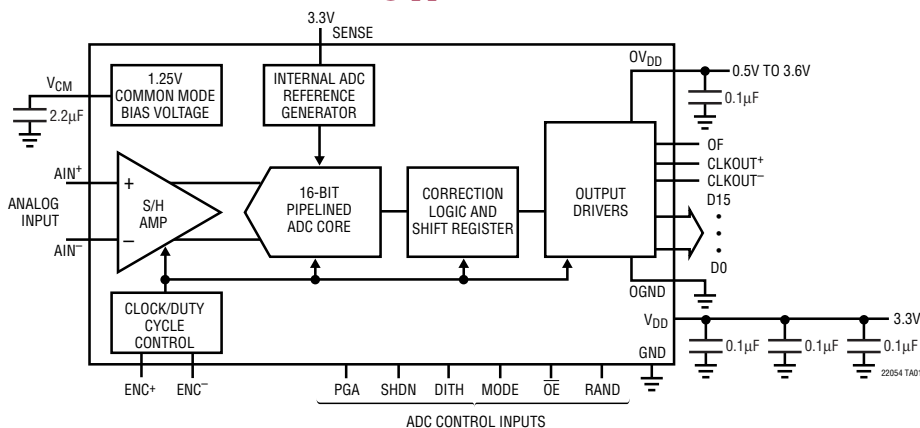 3.3V
SENSE
OVDD
0.5V TO 3.6V
0.1µF
VCM
2.2µF
1.25V
COMMON MODE
BIAS VOLTAGE
INTERNAL ADC
REFERENCE
GENERATOR
OF
CLKOUT+
CLKOUT–
D15
D0
AIN+
ANALOG
INPUT
AIN–
+
–
S/H
AMP
16-BIT
PIPELINED
ADC CORE
CORRECTION
LOGIC AND
SHIFT REGISTER
OUTPUT
DRIVERS
OGND
CLOCK/DUTY
CYCLE
CONTROL
VDD
3.3V
GND
0.1µF
0.1µF
0.1µF
22054 TA01
ENC+
ENC–
PGA
SHDN
DITH
MODE
OE
RAND
ADC CONTROL INPUTS